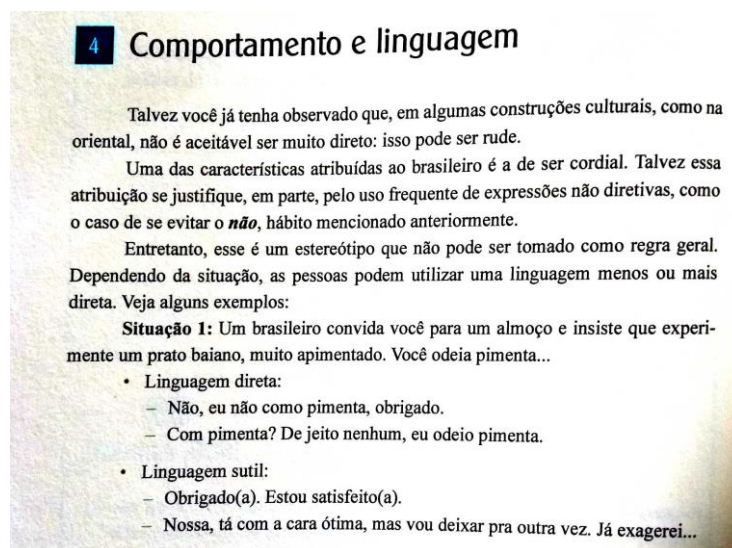 4 Comportamento e linguagem
Talvez você já tenha observado que, em algumas construções culturais, como na
oriental, não é aceitável ser muito direto: isso pode ser rude.
Uma das características atribuídas ao brasileiro é a de ser cordial. Talvez essa
atribuição se justifique, em parte, pelo uso frequente de expressões não diretivas, como
o caso de se evitar o não, hábito mencionado anteriormente.
Entretanto, esse é um estereótipo que não pode ser tomado como regra geral.
Dependendo da situação, as pessoas podem utilizar uma linguagem menos ou mais
direta. Veja alguns exemplos:
Situação 1: Um brasileiro convida você para um almoço e insiste que experi-
mente um prato baiano, muito apimentado. Você odeia pimenta...
• Linguagem direta:
– Não, eu não como pimenta, obrigado.
– Com pimenta? De jeito nenhum, eu odeio pimenta.
• Linguagem sutil:
– Obrigado(a). Estou satisfeito(a).
– Nossa, tá com a cara ótima, mas vou deixar pra outra vez. Já exagerei...